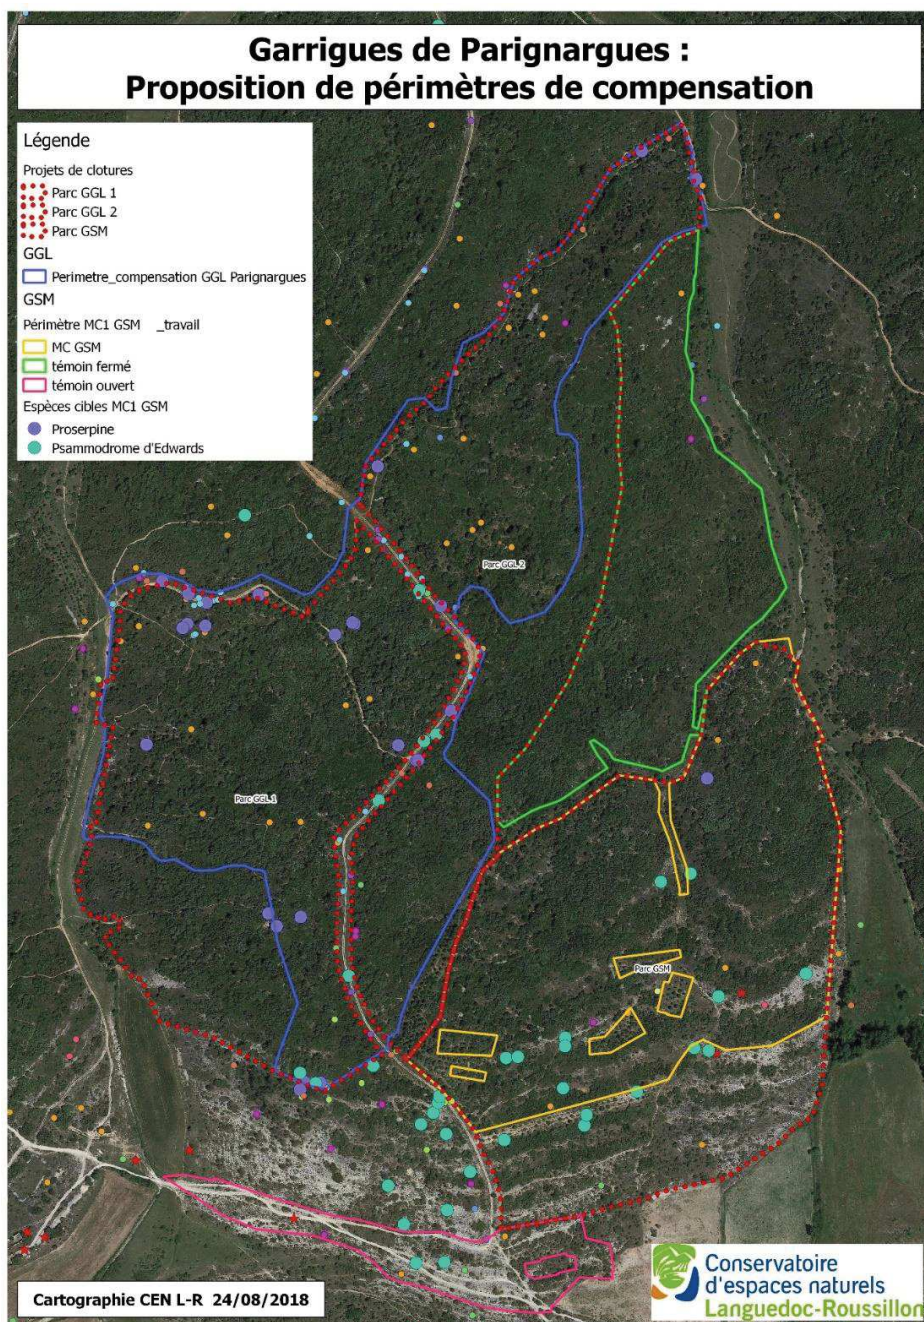 Garrigues de Parignargues :
Proposition de périmètres de compensation
Légende
Projets de clotures
Parc GGL 1
Parc GGL 2
Parc GSM
GGL
Perimetre_compensation GGL Parignargues
GSM
Périmètre MC1 GSM _travail
MC GSM
témoin fermé
témoin ouvert
Espèces cibles MC1 GSM
Proserpine
Psammodrome d'Edwards
Parc GGL 2
Parc GGL 1
Parc GSM
Cartographie CEN L-R 24/08/2018
Conservatoire
d'espaces naturels
Languedoc-Roussillon